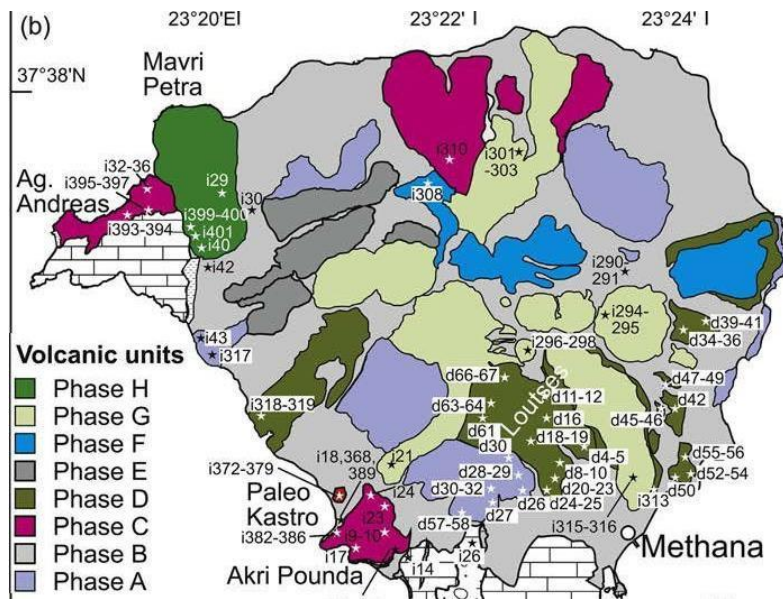 (b)
23°20'E
23°22' I
23°24' I
37°38'N
Mavri
Petra
i32-36
i395-397
Ag.
Andreas
i393-394
i29
i30
i399-400
i401
i40
i42
i310
i301
-303
i308
i290-
291
i294-
295
i296-298
d39-41
d34-36
i43
i317
Volcanic units
Phase H
Phase G
Phase F
Phase E
Phase D
Phase C
Phase B
Phase A
d66-67
d63-64
d61
Loutses
d11-12
d16
d18-19
d47-49
d42
d45-46
i318-319
i21
i18,368,
389
i372-379
Paleo
Kastro
i382-386
i24
i23
i9-10
i17
Akri Pounda
i14
i26
d30
d28-29
d30-32
d57-58
d27
d26
d4-5
d8-10
d20-23
d24-25
d55-56
d52-54
d50
i313
i315-316
Methana